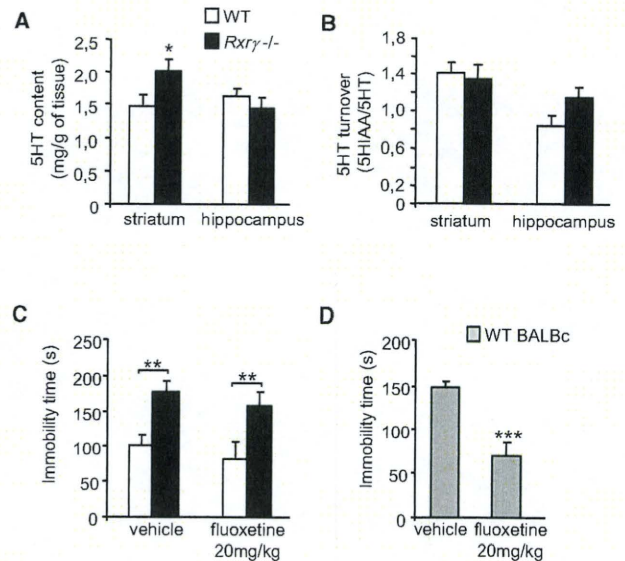 A
WT
Rxrγ-/-
5HT content
(mg/g of tissue)
2,5
2,0
1,5
1,0
0,5
0
*
striatum hippocampus
B
5HT turnover
(5HIAA/5HT)
1,8
1,4
1,0
0,6
0,2
0
striatum hippocampus
C
Immobility time (s)
250
200
150
100
50
0
** **
vehicle fluoxetine
20mg/kg
D
WT BALBc
Immobility time (s)
200
150
100
50
0
***
vehicle fluoxetine
20mg/kg